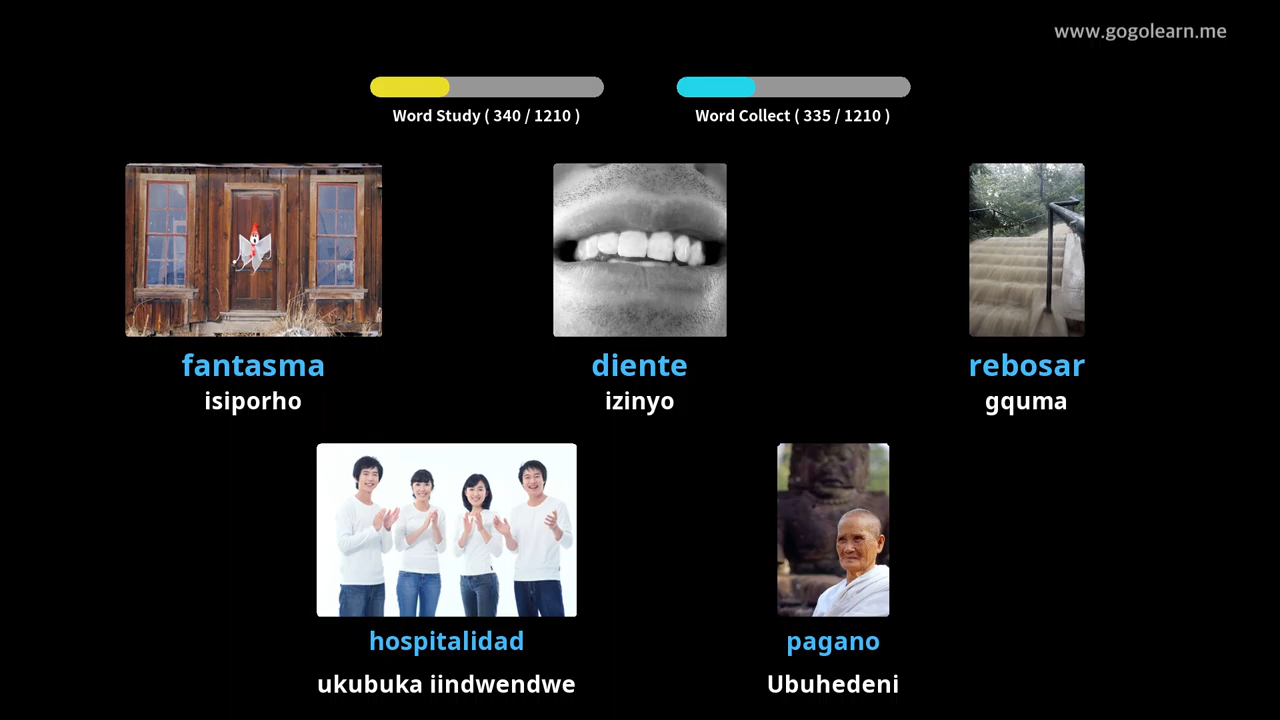 www.gogolearn.me
Word Study ( 340 / 1210 )
Word Collect ( 335 / 1210 )
fantasma
isiporho
diente
izinyo
rebosar
gquma
hospitalidad
ukubuka iindwendwe
pagano
Ubuhedeni